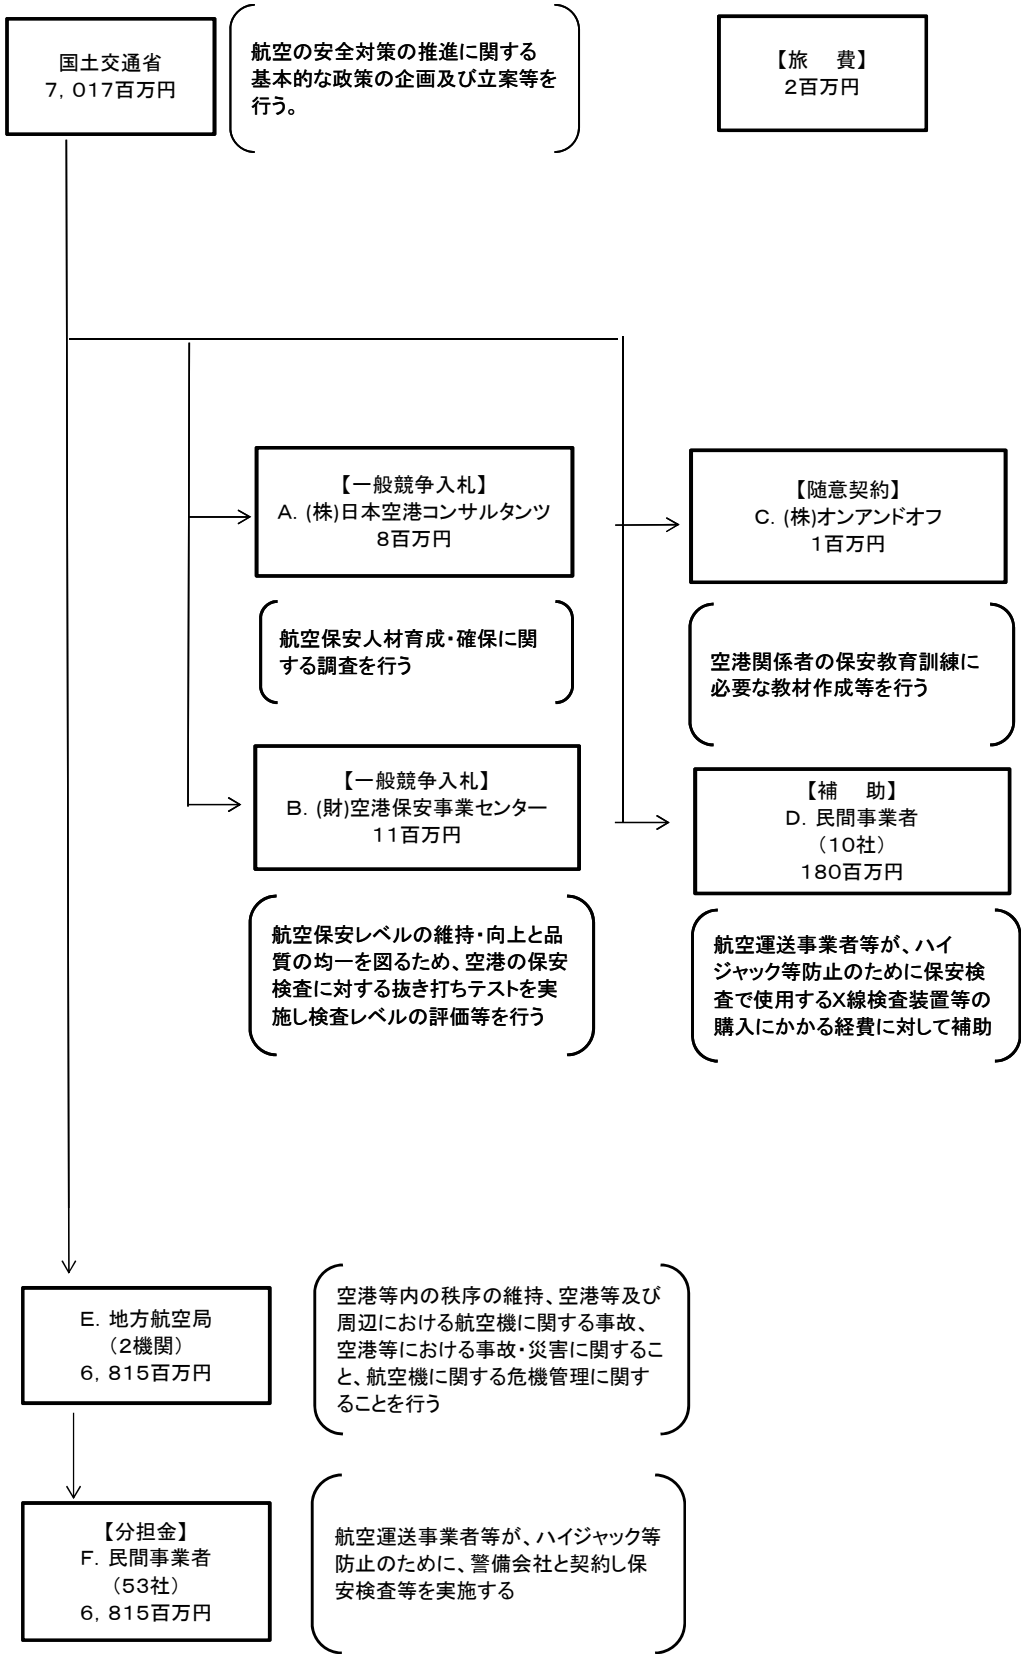 国土交通省
７，０１７百万円
航空の安全対策の推進に関する
基本的な政策の企画及び立案等を
行う。
【旅　費】
２百万円
【一般競争入札】
Ａ．(株)日本空港コンサルタンツ
８百万円
【随意契約】
Ｃ．(株)オンアンドオフ
１百万円
航空保安人材育成・確保に関
する調査を行う
空港関係者の保安教育訓練に
必要な教材作成等を行う
【一般競争入札】
Ｂ．(財)空港保安事業センター
１１百万円
【補　助】
Ｄ．民間事業者
（１０社）
１８０百万円
航空保安レベルの維持・向上と品
質の均一を図るため、空港の保安
検査に対する抜き打ちテストを実
施し検査レベルの評価等を行う
航空運送事業者等が、ハイ
ジャック等防止のために保安検
査で使用するX線検査装置等の
購入にかかる経費に対して補助
Ｅ．地方航空局
（２機関）
６，８１５百万円
空港等内の秩序の維持、空港等及び
周辺における航空機に関する事故、
空港等における事故・災害に関するこ
と、航空機に関する危機管理に関す
ることを行う
【分担金】
Ｆ．民間事業者
（５３社）
６，８１５百万円
航空運送事業者等が、ハイジャック等
防止のために、警備会社と契約し保
安検査等を実施する